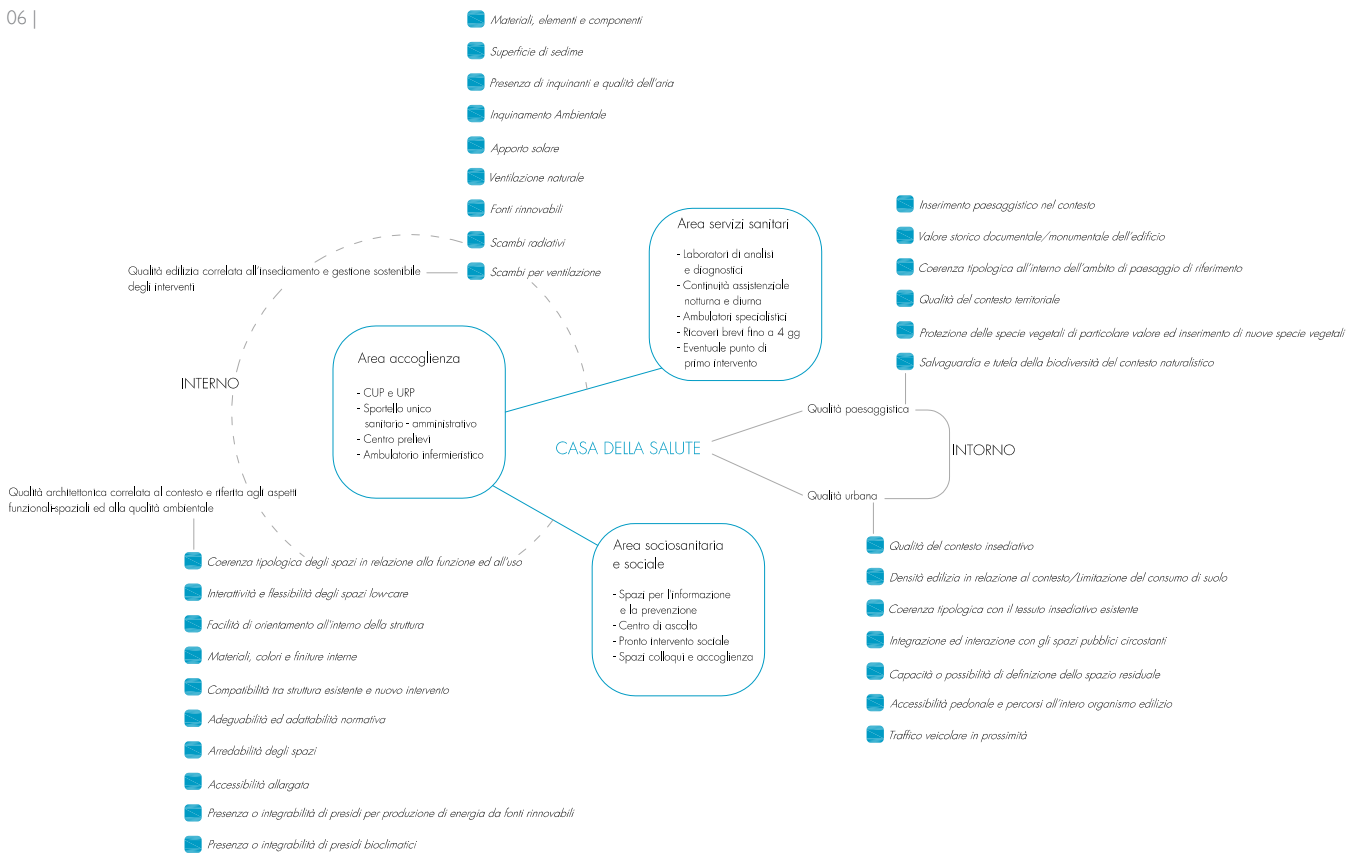 06 |
Materiali, elementi e componenti
Superficie di sedime
Presenza di inquinanti e qualità dell'aria
Inquinamento Ambientale
Apporto solare
Ventilazione naturale
Fonti rinnovabili
Scambi radiativi
Scambi per ventilazione
Qualità edilizia correlata all'insediamento e gestione sostenibile
degli interventi
INTERNO
Area accoglienza
- CUP e URP
- Sportello unico
sanitario - amministrativo
- Centro prelievi
- Ambulatorio infermieristico
Area servizi sanitari
- Laboratori di analisi
e diagnostici
- Continuità assistenziale
notturna e diurna
- Ambulatori specialistici
- Ricoveri brevi fino a 4 gg
- Eventuale punto di
primo intervento
Inserimento paesaggistico nel contesto
Valore storico documentale/monumentale dell'edificio
Coerenza tipologica all'interno dell'ambito di paesaggio di riferimento
Qualità del contesto territoriale
Protezione delle specie vegetali di particolare valore ed inserimento di nuove specie vegetali
Salvaguardia e tutela della biodiversità del contesto naturalistico
Qualità paesaggistica
CASA DELLA SALUTE
INTORNO
Qualità urbana
Qualità architettonica correlata al contesto e riferita agli aspetti
funzionali-spaziali ed alla qualità ambientale
Coerenza tipologica degli spazi in relazione alla funzione ed all'uso
Interattività e flessibilità degli spazi low-care
Facilità di orientamento all'interno della struttura
Materiali, colori e finiture interne
Compatibilità tra struttura esistente e nuovo intervento
Adeguabilità ed adattabilità normativa
Arredabilità degli spazi
Accessibilità allargata
Presenza o integrabilità di presidi per produzione di energia da fonti rinnovabili
Presenza o integrabilità di presidi bioclimatici
Area sociosanitaria
e sociale
- Spazi per l'informazione
e la prevenzione
- Centro di ascolto
- Pronto intervento sociale
- Spazi colloqui e accoglienza
Qualità del contesto insediativo
Densità edilizia in relazione al contesto/Limitazione del consumo di suolo
Coerenza tipologica con il tessuto insediativo esistente
Integrazione ed interazione con gli spazi pubblici circostanti
Capacità o possibilità di definizione dello spazio residuale
Accessibilità pedonale e percorsi all'intero organismo edilizio
Traffico veicolare in prossimità